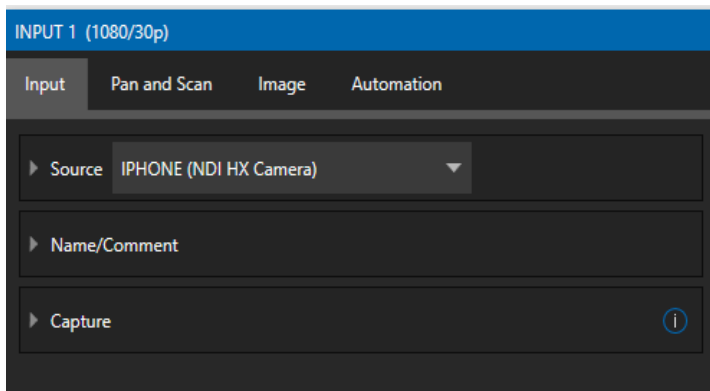 INPUT 1 (1080/30p)
Input Pan and Scan Image Automation
Source IPHONE (NDI HX Camera)
Name/Comment
Capture i